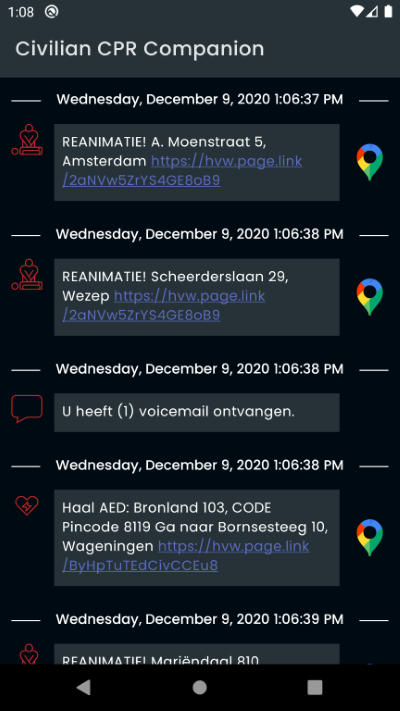 1:08
Civilian CPR Companion
Wednesday, December 9, 2020 1:06:37 PM
REANIMATIE! A. Moenstraat 5,
Amsterdam https://hvw.page.link
/2aNVw5ZrYS4GE8oB9
Wednesday, December 9, 2020 1:06:38 PM
REANIMATIE! Scheerderslaan 29,
Wezep https://hvw.page.link
/2aNVw5ZrYS4GE8oB9
Wednesday, December 9, 2020 1:06:38 PM
U heeft (1) voicemail ontvangen.
Wednesday, December 9, 2020 1:06:38 PM
Haal AED: Bronland 103, CODE
Pincode 8119 Ga naar Bornsesteeg 10,
Wageningen https://hvw.page.link
/ByHpTuTEdCivCCEu8
Wednesday, December 9, 2020 1:06:39 PM
REANIMATIE! Mariëndaal 810